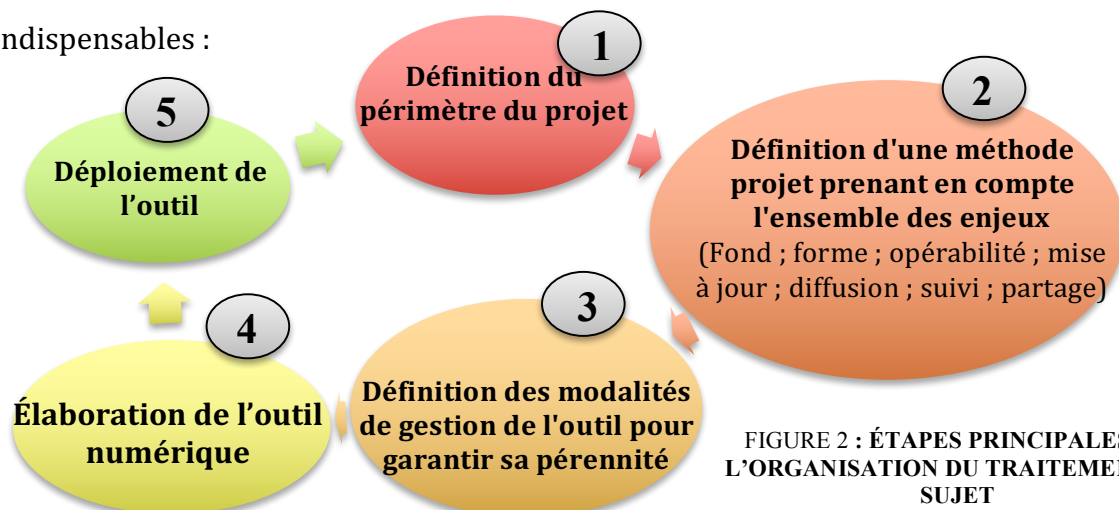 ndispensables :
1
Définition du
périmètre du projet
2
Définition d'une méthode
projet prenant en compte
l'ensemble des enjeux
(Fond ; forme ; opérabilité ; mise
à jour ; diffusion ; suivi ; partage)
3
Définition des modalités
de gestion de l'outil pour
garantir sa pérennité
4
Élaboration de l’outil
numérique
5
Déploiement de
l’outil
FIGURE 2 : ÉTAPES PRINCIPALES
L’ORGANISATION DU TRAITEME
SUJET